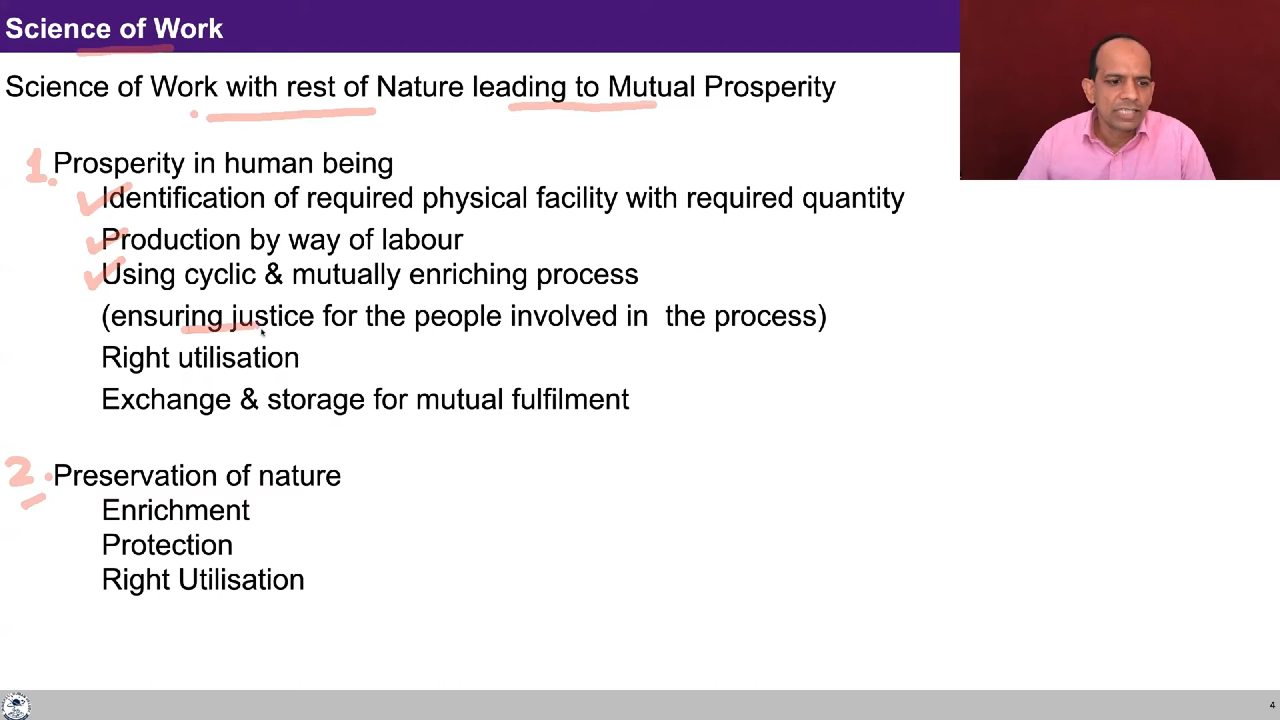 Science of Work
Science of Work with rest of Nature leading to Mutual Prosperity
1. Prosperity in human being
Identification of required physical facility with required quantity
Production by way of labour
Using cyclic & mutually enriching process
(ensuring justice for the people involved in the process)
Right utilisation
Exchange & storage for mutual fulfilment
2. Preservation of nature
Enrichment
Protection
Right Utilisation
4